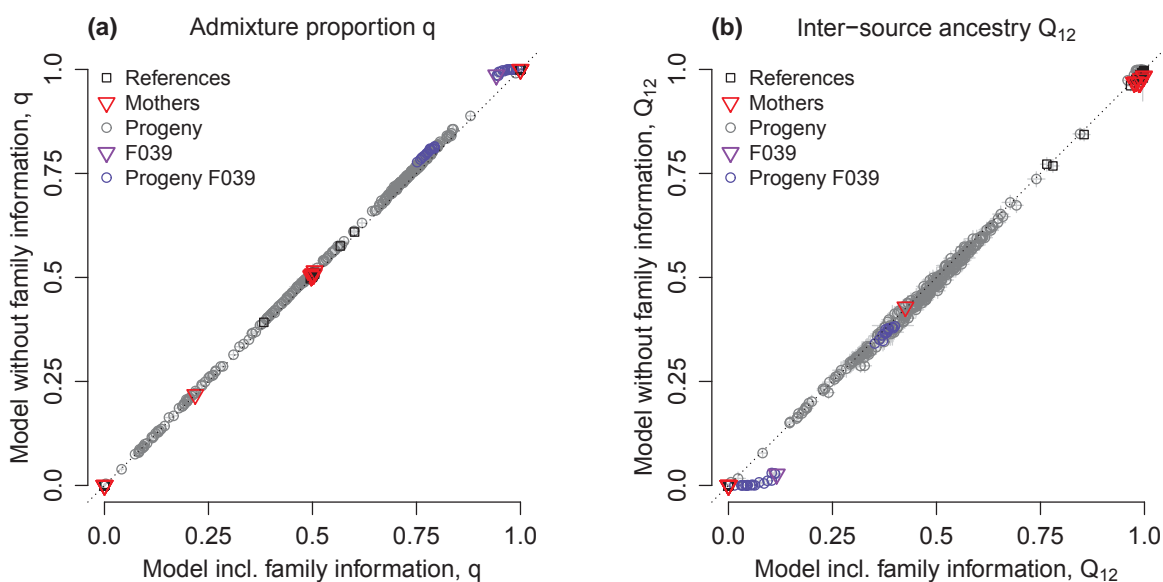 (a) Admixture proportion q
References
Mothers
Progeny
F039
Progeny F039
Model without family information, q
1.0
0.75
0.5
0.25
0.0
0.0 0.25 0.5 0.75 1.0
Model incl. family information, q
(b) Inter−source ancestry Q₁₂
References
Mothers
Progeny
F039
Progeny F039
Model without family information, Q₁₂
1.0
0.75
0.5
0.25
0.0
0.0 0.25 0.5 0.75 1.0
Model incl. family information, Q₁₂